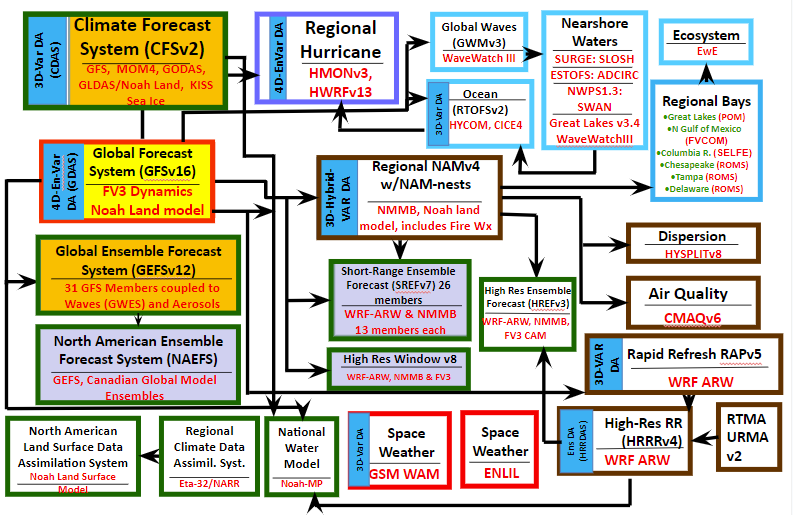 3D-Var DA
(CDAS)
Climate Forecast
System (CFSv2)
GFS, MOM4, GODAS,
GLDAS/Noah Land, KISS
Sea Ice
4D-EnVar DA
Regional
Hurricane
HMONv3,
HWRFv13
Global Waves
(GWMv3)
WaveWatch III
Nearshore
Waters
SURGE: SLOSH
ESTOFS: ADCIRC
NWPS1.3:
SWAN
Great Lakes v3.4
WaveWatchIII
Ecosystem
EwE
3D-Var DA
Ocean
(RTOFSv2)
HYCOM, CICE4
Regional Bays
•Great Lakes (POM)
•N Gulf of Mexico
(FVCOM)
•Columbia R. (SELFE)
•Chesapeake (ROMS)
•Tampa (ROMS)
•Delaware (ROMS)
4D-En-Var
DA (GDAS)
Global Forecast
System (GFSv16)
FV3 Dynamics
Noah Land model
3D-Hybrid-
VAR DA
Regional NAMv4
w/NAM-nests
NMMB, Noah land
model, includes Fire Wx
Dispersion
HYSPLITv8
Global Ensemble Forecast
System (GEFSv12)
31 GFS Members coupled to
Waves (GWES) and Aerosols
Short-Range Ensemble
Forecast (SREFv7) 26
members
WRF-ARW & NMMB
13 members each
High Res Ensemble
Forecast (HREFv3)
WRF-ARW, NMMB,
FV3 CAM
Air Quality
CMAQv6
North American Ensemble
Forecast System (NAEFS)
GEFS, Canadian Global Model
Ensembles
High Res Window v8
WRF-ARW, NMMB & FV3
3D-VAR
DA
Rapid Refresh RAPv5
WRF ARW
North American
Land Surface Data
Assimilation System
Noah Land Surface
Model
Regional
Climate Data
Assimil. Syst.
Eta-32/NARR
National
Water
Model
Noah-MP
3D-Var DA
Space
Weather
GSM WAM
Space
Weather
ENLIL
Ens DA
(HRRDAS)
High-Res RR
(HRRRv4)
WRF ARW
RTMA
URMA
v2